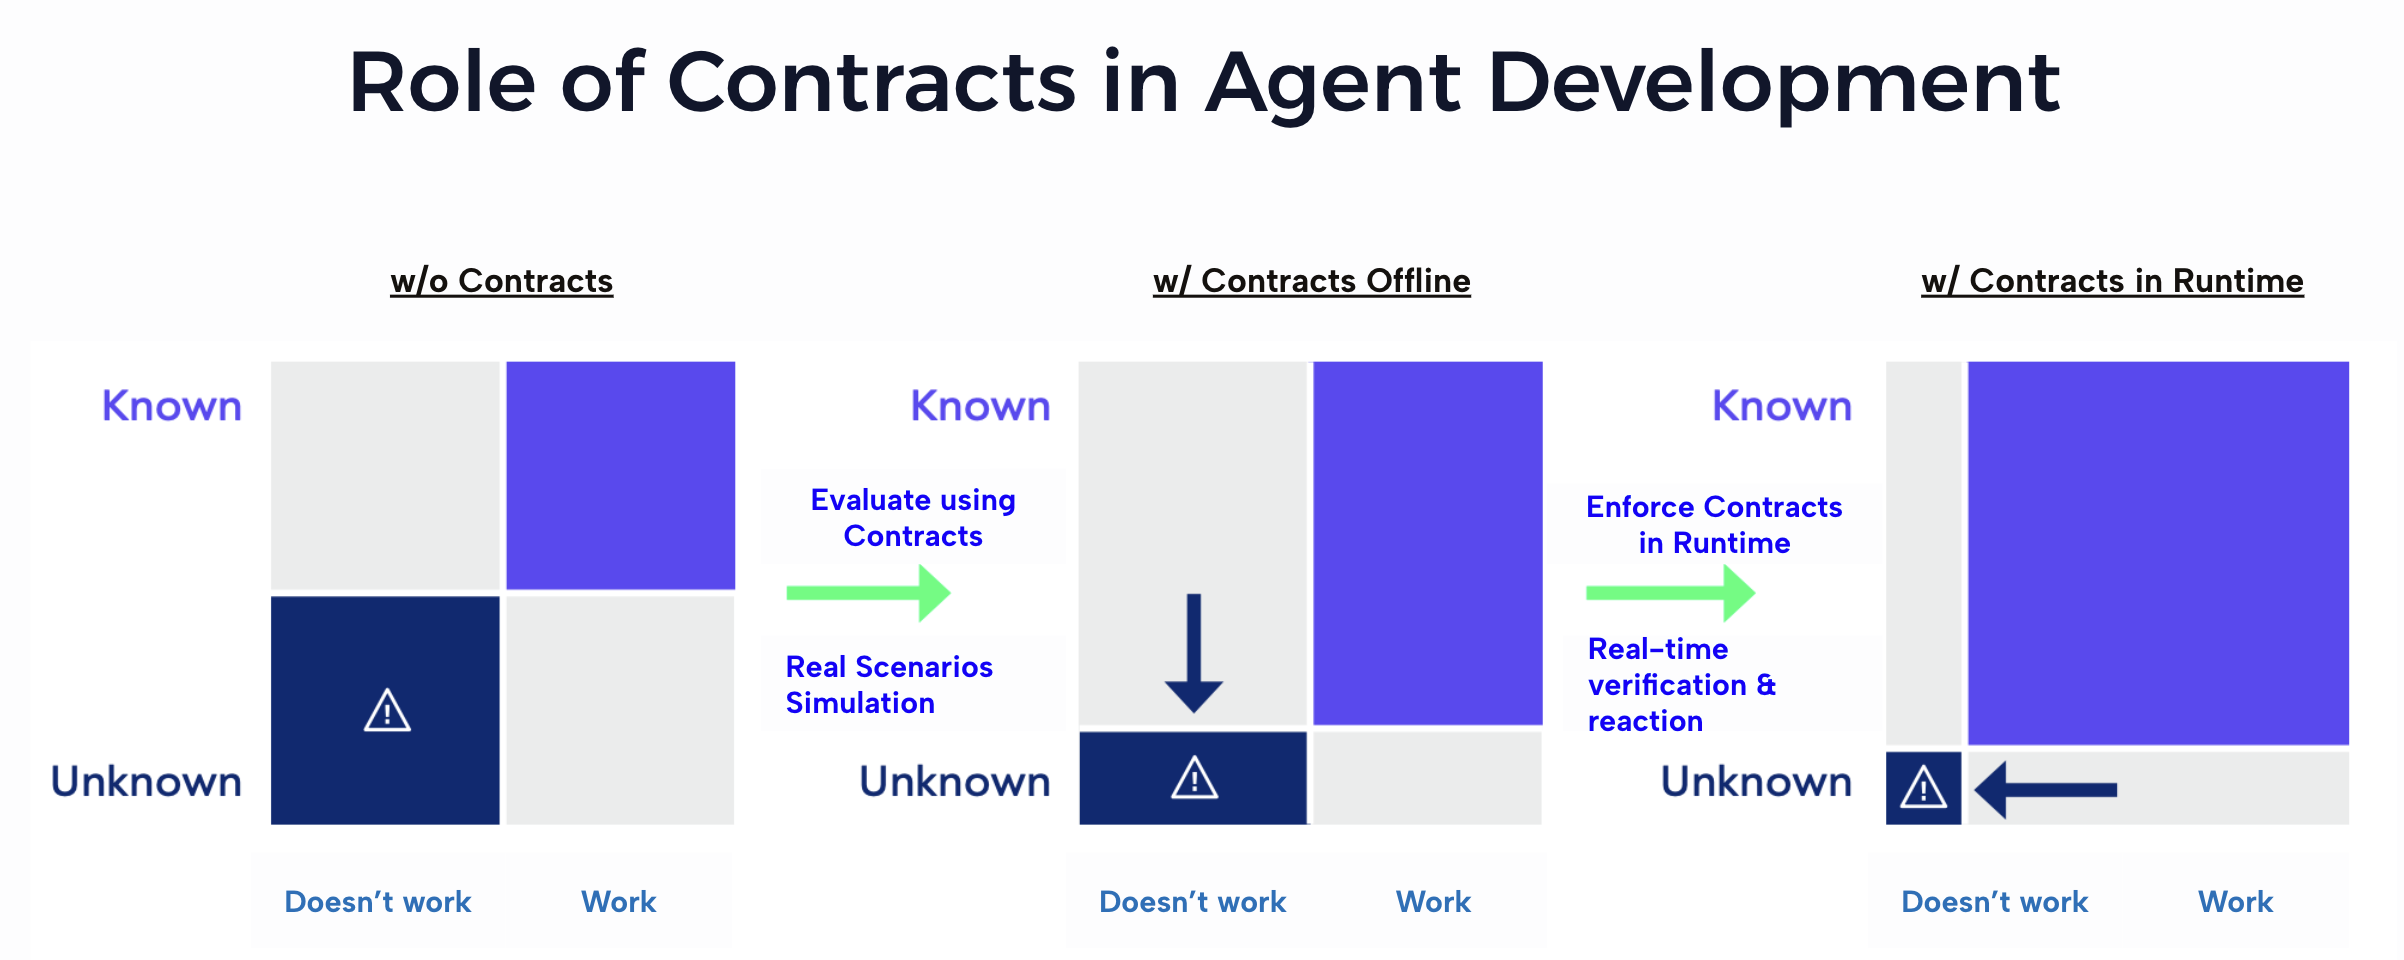 Role of Contracts in Agent Development
w/o Contracts
w/ Contracts Offline
w/ Contracts in Runtime
Known
Unknown
Doesn’t work
Work
Evaluate using
Contracts
Real Scenarios
Simulation
Known
Unknown
Doesn’t work
Work
Enforce Contracts
in Runtime
Real-time
verification &
reaction
Known
Unknown
Doesn’t work
Work